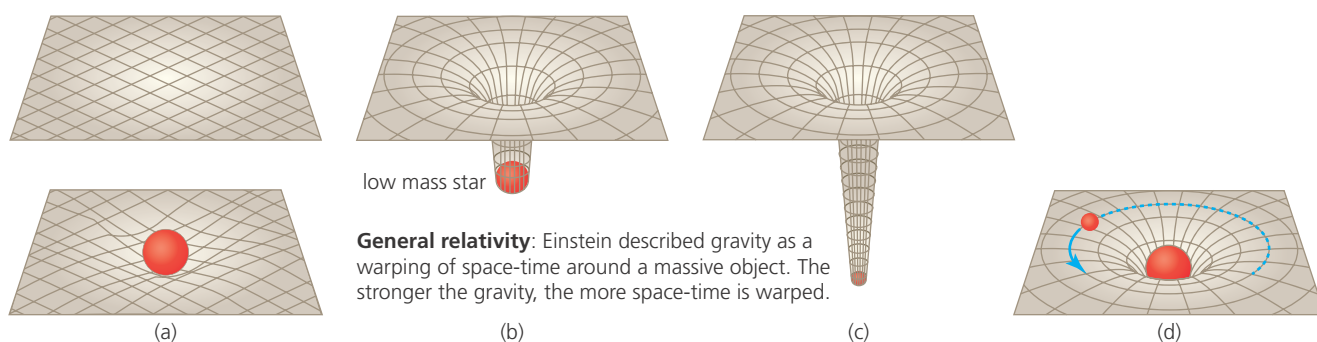 low mass star
General relativity: Einstein described gravity as a
warping of space-time around a massive object. The
stronger the gravity, the more space-time is warped.
(a)
(b)
(c)
(d)